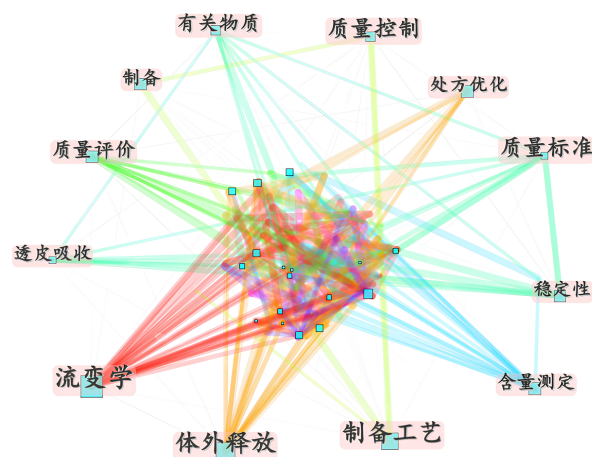 有关物质
质量控制
制备
处方优化
质量评价
质量标准
透皮吸收
稳定性
流变学
含量测定
体外释放
制备工艺